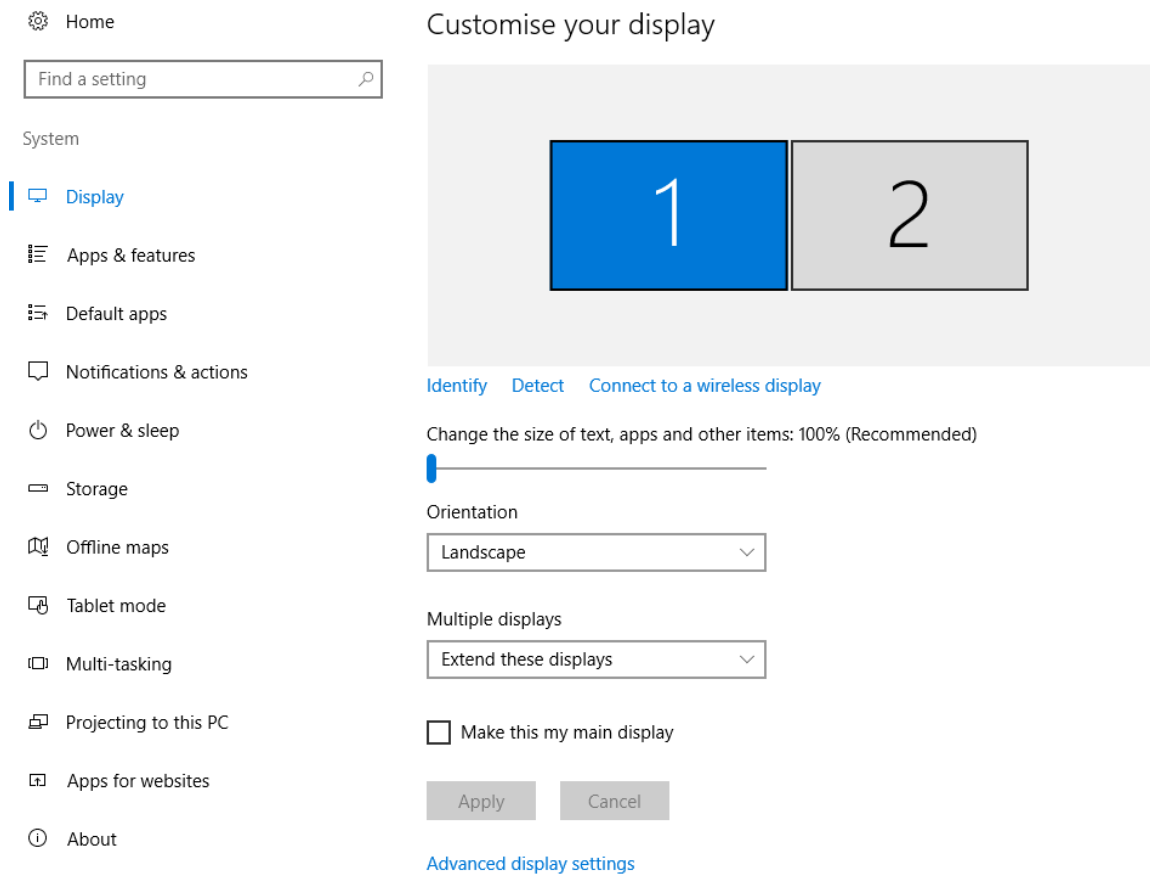 Home
Find a setting
System
Display
Apps & features
Default apps
Notifications & actions
Power & sleep
Storage
Offline maps
Tablet mode
Multi-tasking
Projecting to this PC
Apps for websites
About
Customise your display
1 2
Identify Detect Connect to a wireless display
Change the size of text, apps and other items: 100% (Recommended)
Orientation
Landscape
Multiple displays
Extend these displays
Make this my main display
Apply Cancel
Advanced display settings